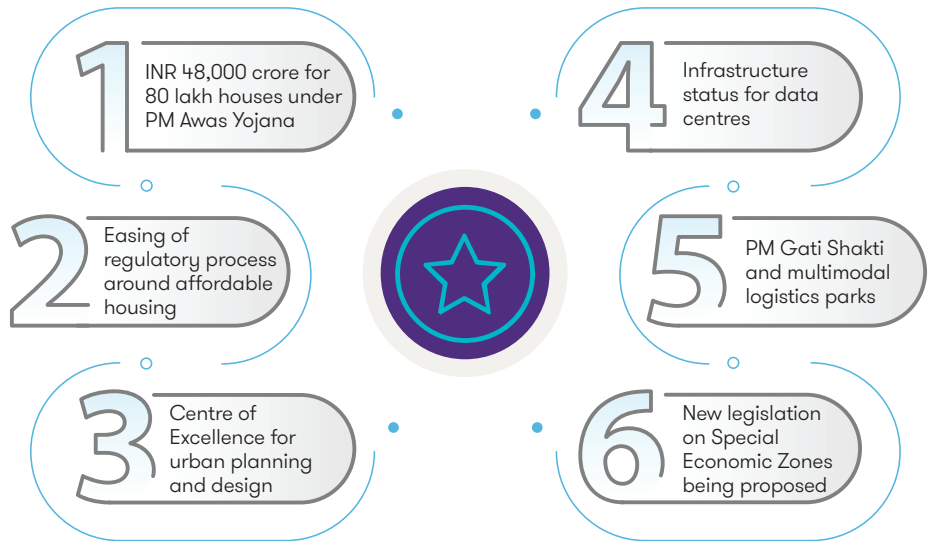 1
INR 48,000 crore for
80 lakh houses under
PM Awas Yojana
2
Easing of
regulatory process
around affordable
housing
3
Centre of
Excellence for
urban planning
and design
4
Infrastructure
status for data
centres
5
PM Gati Shakti
and multimodal
logistics parks
6
New legislation
on Special
Economic Zones
being proposed